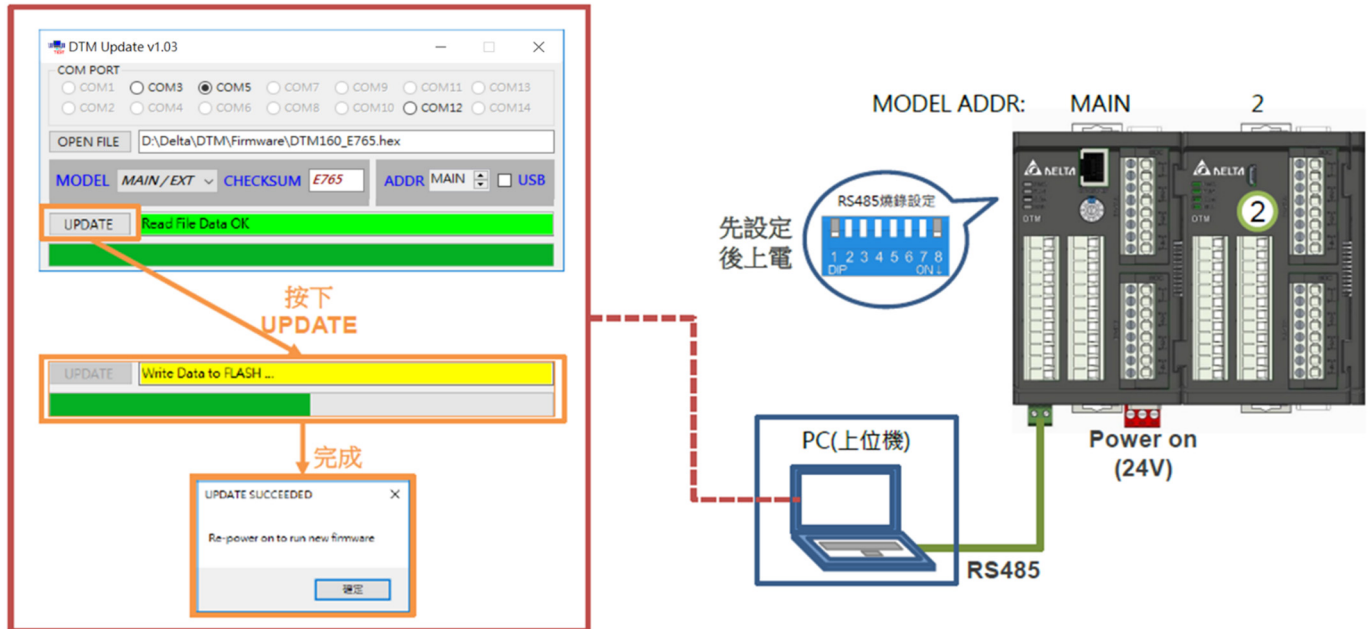 DTM Update v1.03
COM PORT
COM1 COM3 COM5 COM7 COM9 COM11 COM13
COM2 COM4 COM6 COM8 COM10 COM12 COM14
OPEN FILE D:\Delta\DTM\Firmware\DTM160_E765.hex
MODEL MAIN/EXT CHECKSUM E765 ADDR MAIN USB
UPDATE Read File Data OK
按下
UPDATE
UPDATE Write Data to FLASH ...
完成
UPDATE SUCCEEDED
Re-power on to run new firmware
確定
MODEL ADDR: MAIN 2
先設定
後上電
RS485燒錄設定
1 2 3 4 5 6 7 8
DIP ON↓
DELTA
DTM
DELTA
DTM
2
Power on
(24V)
PC(上位機)
RS485